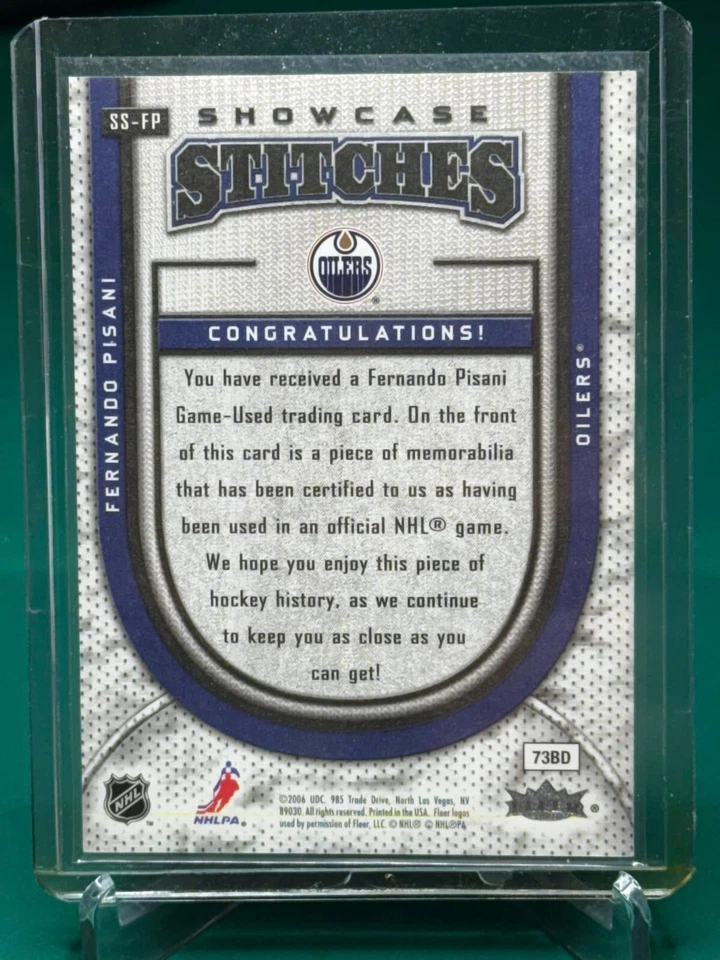 SS-FP
SHOWCASE
STITCHES
OILERS
®
CONGRATULATIONS!
FERNANDO PISANI
OILERS®
You have received a Fernando Pisani
Game-Used trading card. On the front
of this card is a piece of memorabilia
that has been certified to us as having
been used in an official NHL® game.
We hope you enjoy this piece of
hockey history, as we continue
to keep you as close as you
can get!
73BD
NHL
TM
NHLPA.
©2006 UDC. 985 Trade Drive, North Las Vegas, NV
89030. All rights reserved. Printed in the USA. Fleer logos
used by permission of Fleer, LLC. © NHL® © NHL®PA
®